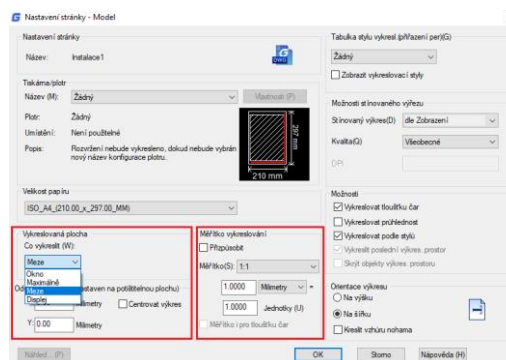 Nastavení stránky - Model
Nastavení stránky
Název: Instalace1
DWG
Tiskárna/plotr
Název (M): Žádný Vlastnosti (P)
Plotr: Žádný
Umístění: Není použitelné
Popis: Rozvržení nebude vykresleno, dokud nebude vybrán
nový název konfigurace plotru.
297 mm
210 mm
Velikost papíru
ISO_A4_(210.00_x_297.00_MM)
Vykreslovaná plocha
Co vykreslit (W):
Meze
Okno
Maximálně
Meze
Displej
astaven na potištitelnou plochu)
Milimetry Centrovat výkres
Y: 0.00 Milimetry
Měřítko vykreslování
Přizpůsobit
Měřítko(S): 1:1
1.0000 Milimetry =
1.0000 Jednotky (U)
Měřítko i pro tloušťku čar
Tabulka stylu vykresl.(přiřazení per)(G)
Žádný
Zobrazit vykreslovací styly
Možnosti stínovaného výřezu
Stínovaný výkres(D) dle Zobrazení
Kvalita(Q) Všeobecné
DPI:
Možnosti
Vykreslovat tloušťku čar
Vykreslovat průhlednost
Vykreslovat podle stylů
Vykreslit poslední výkres. prostor
Skrýt objekty výkres. prostoru
Orientace výkresu
Na výšku
Na šířku
Kreslit vzhůru nohama
Náhled...(P) OK Storno Nápověda (H)